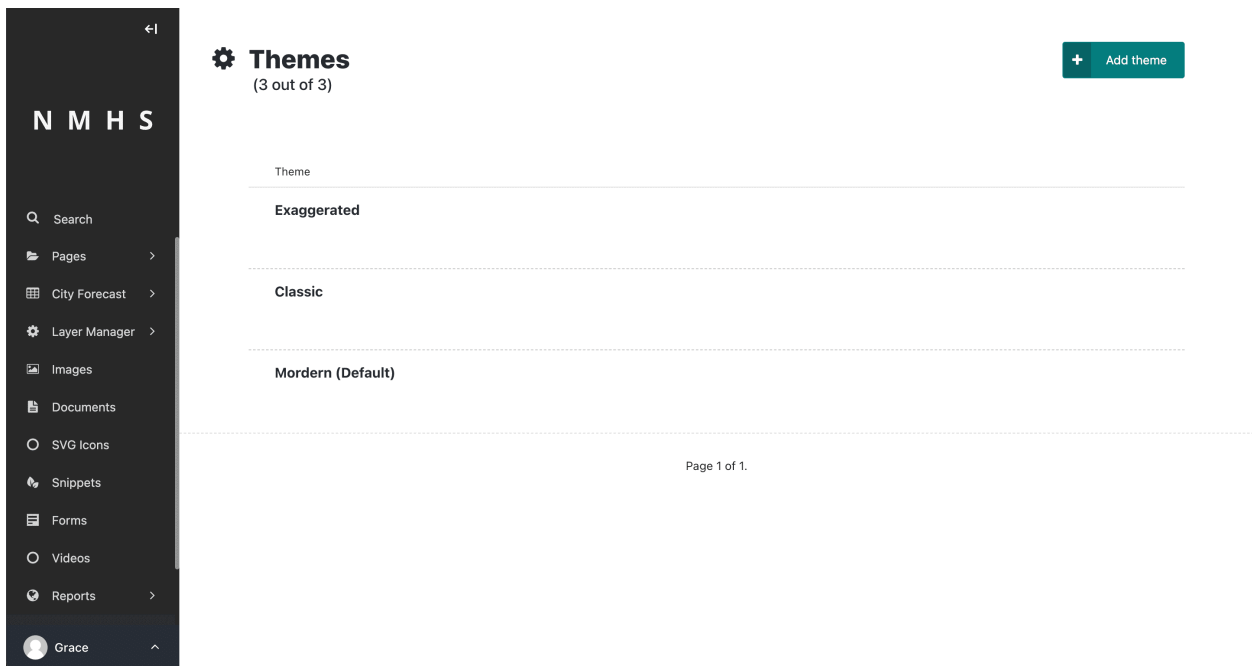 N M H S
Search
Pages
City Forecast
Layer Manager
Images
Documents
SVG Icons
Snippets
Forms
Videos
Reports
Grace
Themes
(3 out of 3)
Add theme
Theme
Exaggerated
Classic
Mordern (Default)
Page 1 of 1.